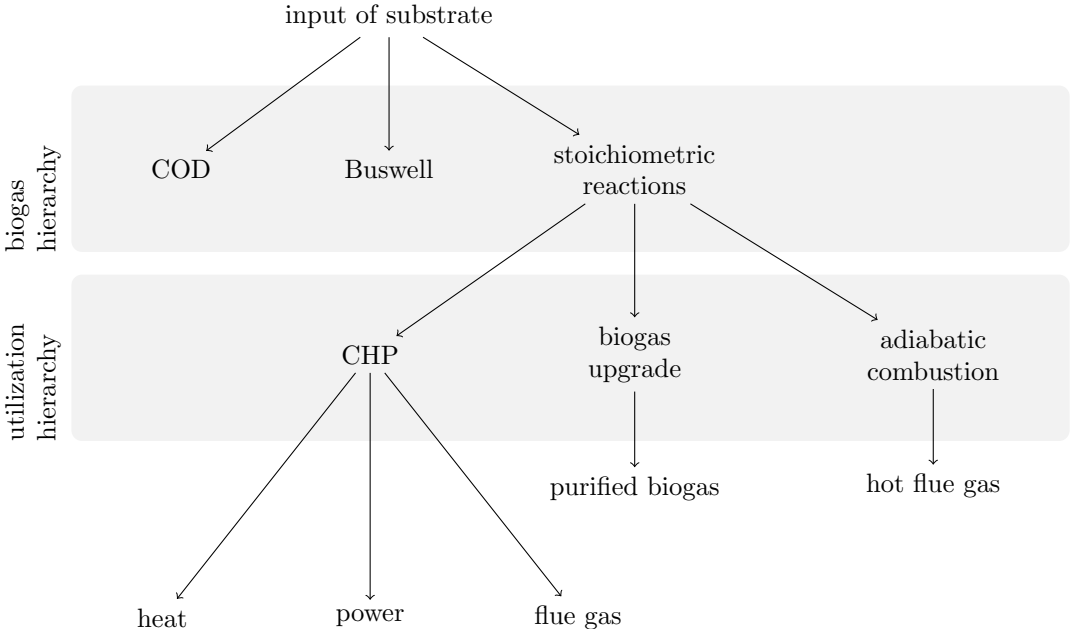 input of substrate
biogas
hierarchy
COD
Buswell
stoichiometric
reactions
utilization
hierarchy
CHP
biogas
upgrade
adiabatic
combustion
purified biogas
hot flue gas
heat
power
flue gas